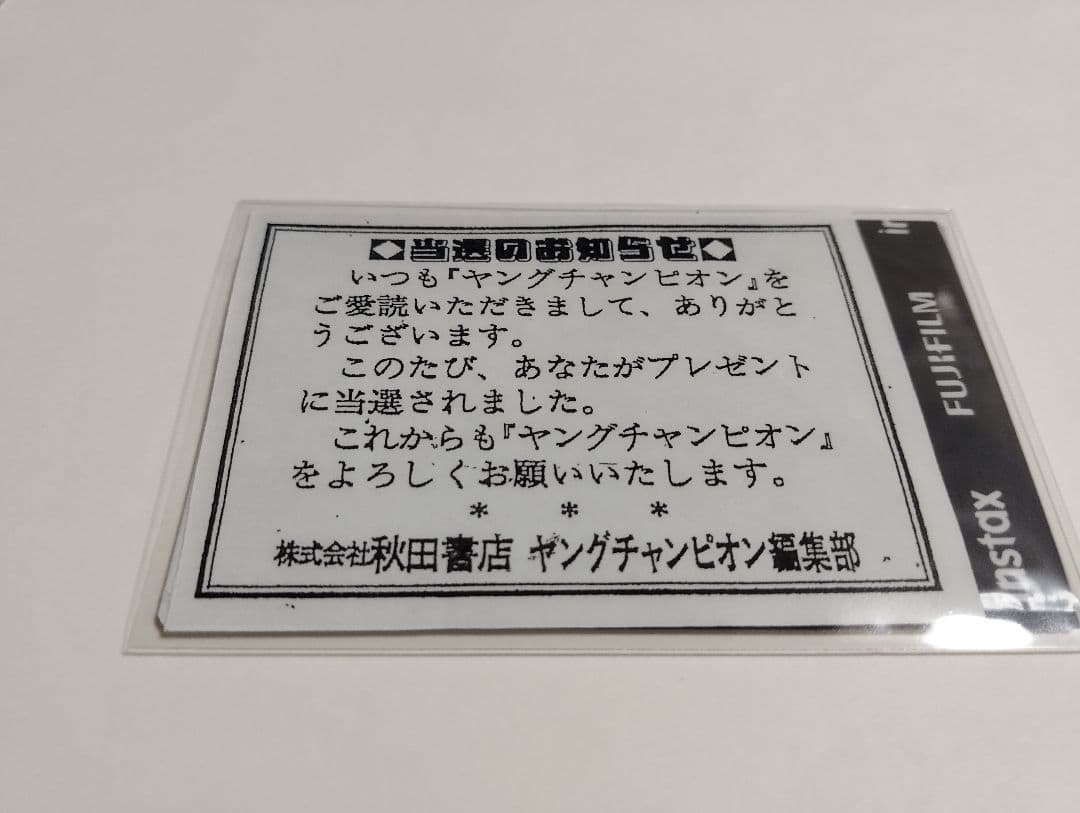 ◆当選のお知らせ◆
いつも『ヤングチャンピオン』を
ご愛読いただきまして、ありがと
うございます。
このたび、あなたがプレゼント
に当選されました。
これからも『ヤングチャンピオン』
をよろしくお願いいたします。
* * *
株式会社秋田書店 ヤングチャンピオン編集部
in
FUJIFILM
instax